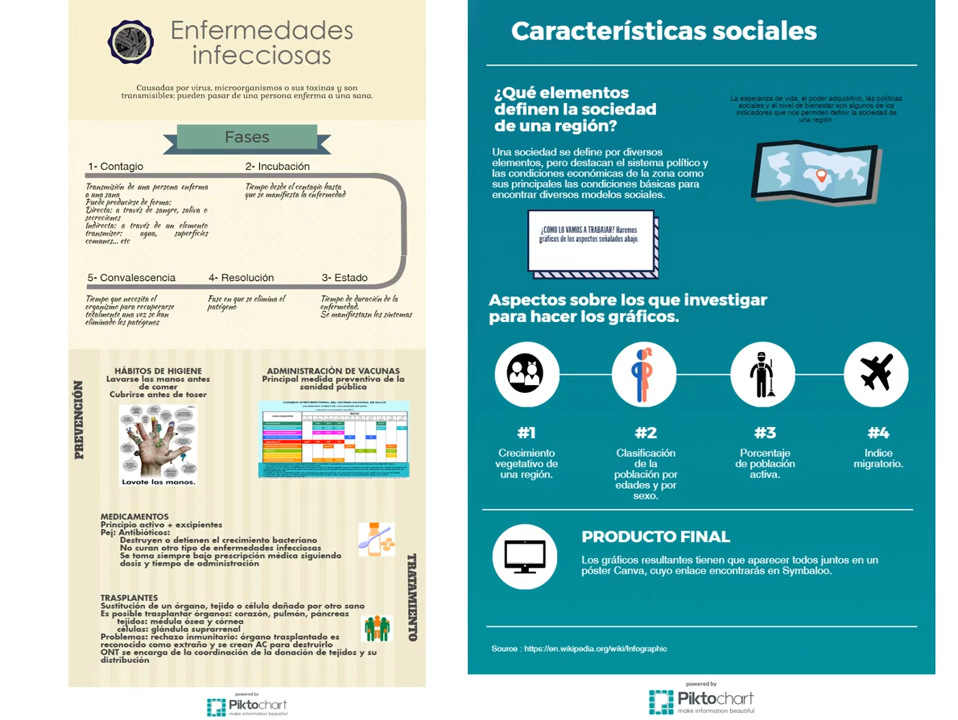 Enfermedades
infecciosas
Causadas por virus, microorganismos o sus toxinas y son
transmisibles: pueden pasar de una persona enferma a una sana.
Fases
1- Contagio
Transmisión de una persona enferma
a una sana
Puede producirse de forma:
Directa: a través de sangre, saliva o
secreciones
Indirecta: a través de un elemento
transmisor: agua, superficies
comunes... etc
2- Incubación
Tiempo desde el contagio hasta
que se manifiesta la enfermedad
5- Convalescencia
Tiempo que necesita el
organismo para recuperarse
totalmente una vez se han
eliminado los patógenos
4- Resolución
Fase en que se elimina el
patógeno
3- Estado
Tiempo de duración de la
enfermedad.
Se manifiestasn los síntomas
PREVENCIÓN
HÁBITOS DE HIGIENE
Lavarse las manos antes
de comer
Cubrirse antes de toser
Lavate las manos.
ADMINISTRACIÓN DE VACUNAS
Principal medida preventiva de la
sanidad pública
MEDICAMENTOS
Principio activo + excipientes
Pej: Antibióticos:
Destruyen o detienen el crecimiento bacteriano
No curan otro tipo de enfermedades infecciosas
Se toma siempre bajo prescripción médica siguiendo
dosis y tiempo de administración
TRATAMIENTO
TRASPLANTES
Sustitución de un órgano, tejido o célula dañado por otro sano
Es posible trasplantar órganos: corazón, pulmón, páncreas
tejidos: médula ósea y córnea
células: glándula suprarrenal
Problemas: rechazo inmunitario: órgano trasplantado es
reconocido como extraño y se crean AC para destruirlo
ONT se encarga de la coordinación de la donación de tejidos y su
distribución
powered by
Piktochart
make information beautiful
Características sociales
¿Qué elementos
definen la sociedad
de una región?
Una sociedad se define por diversos
elementos, pero destacan el sistema político y
las condiciones económicas de la zona como
sus principales las condiciones básicas para
encontrar diversos modelos sociales.
La esperanza de vida, el poder adquisitivo, las políticas
sociales y el nivel de bienestar son algunos de los
indicadores que nos permiten definir la sociedad de
una región.
¿CÓMO LO VAMOS A TRABAJAR? Haremos
gráficos de los aspectos señalados abajo.
Aspectos sobre los que investigar
para hacer los gráficos.
#1
Crecimiento
vegetativo de
una región.
#2
Clasificación
de la
población por
edades y por
sexo.
#3
Porcentaje
de población
activa.
#4
Indice
migratorio.
PRODUCTO FINAL
Los gráficos resultantes tienen que aparecer todos juntos en un
póster Canva, cuyo enlace encontrarás en Symbaloo.
Source : https://en.wikipedia.org/wiki/Infographic
powered by
Piktochart
make information beautiful